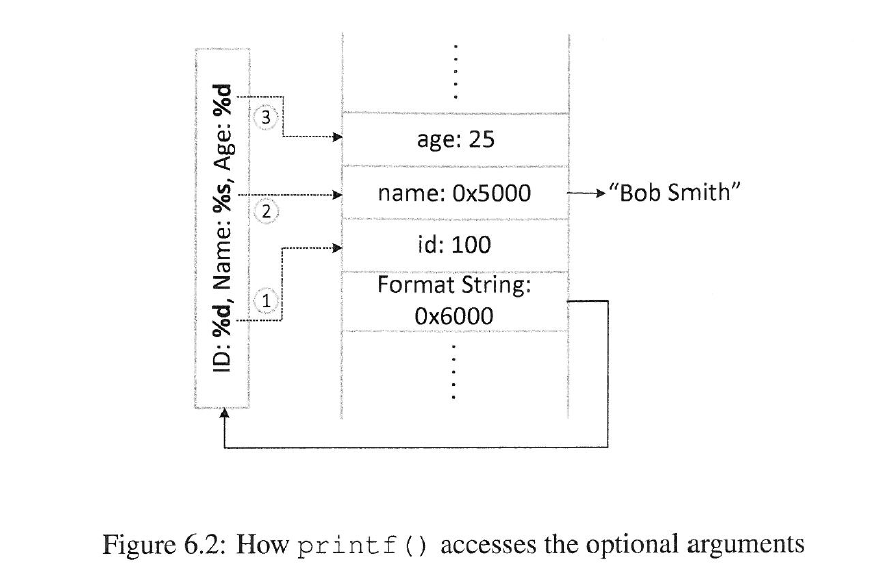 ID: %d, Name: %s, Age: %d
3
2
1
age: 25
name: 0x5000
"Bob Smith"
id: 100
Format String:
0x6000
Figure 6.2: How printf() accesses the optional arguments